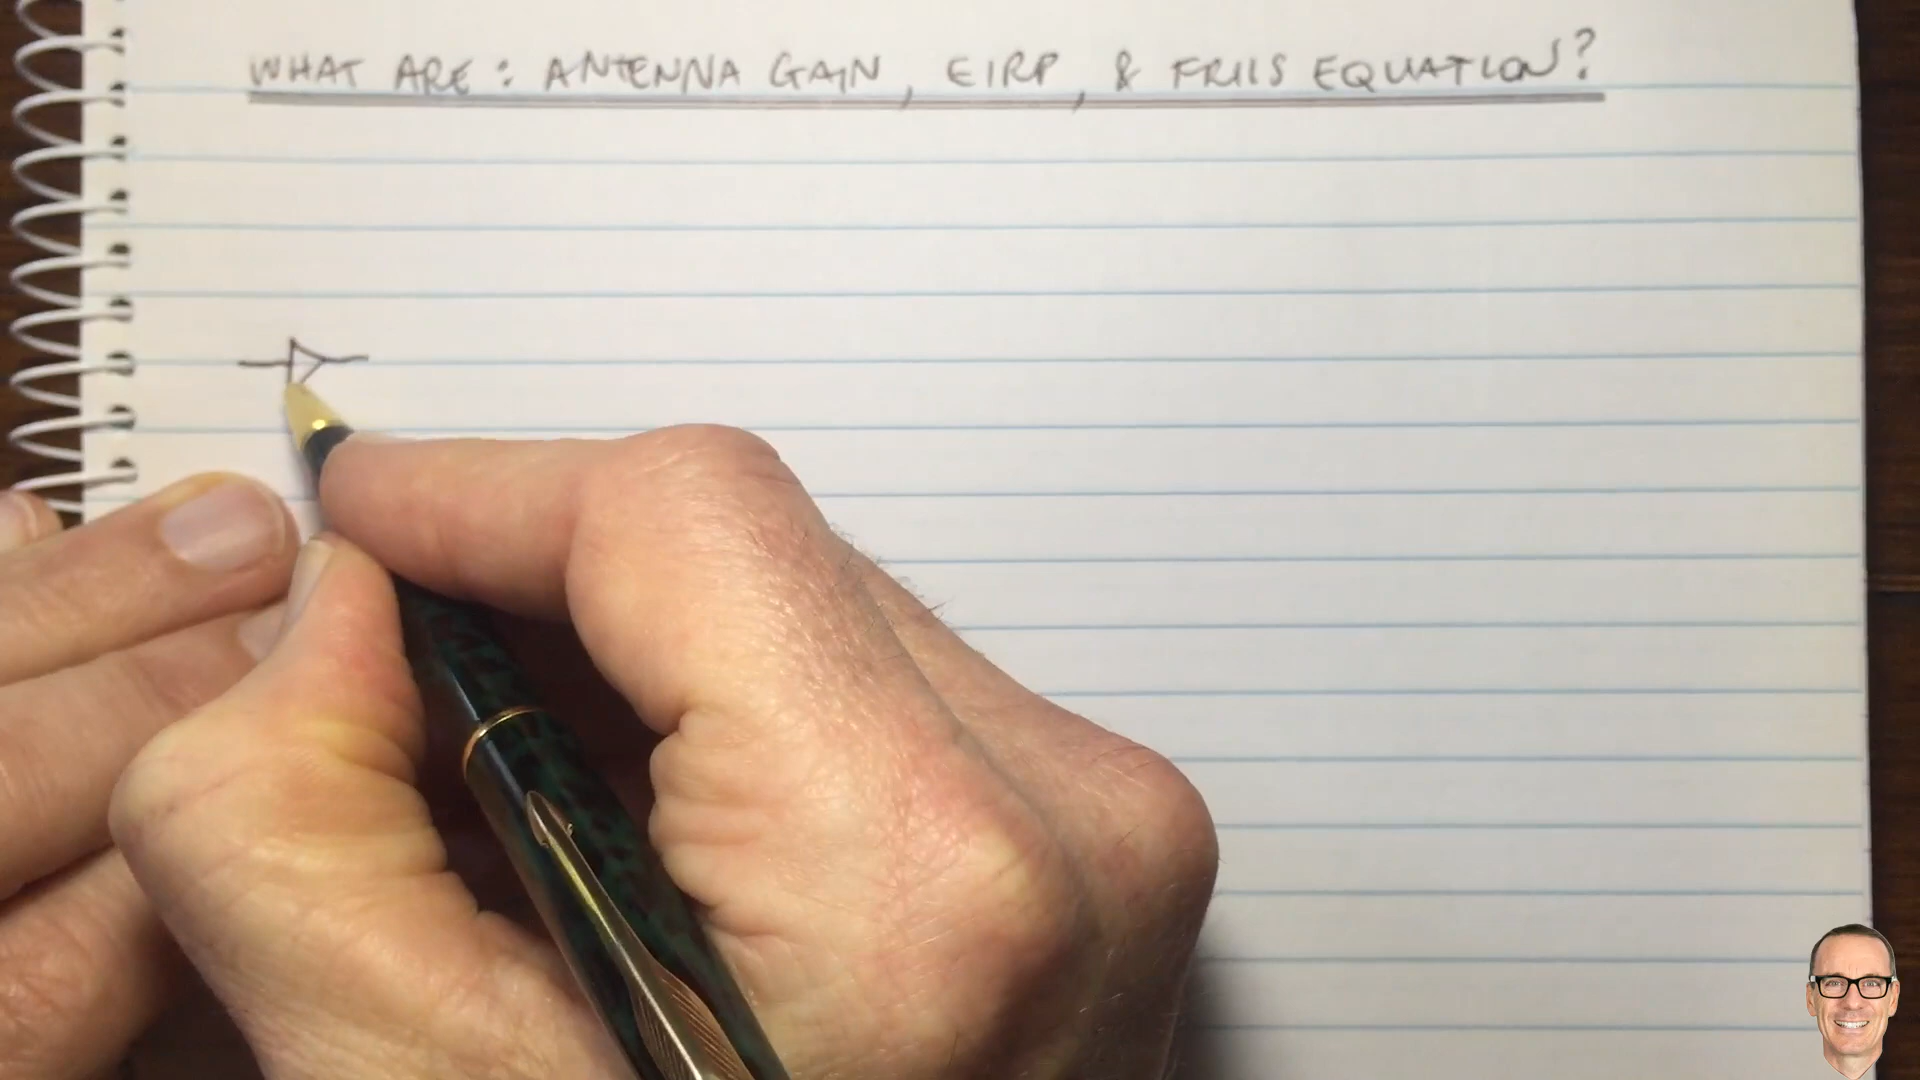 WHAT ARE: ANTENNA GAIN, EIRP, & FRIIS EQUATION?